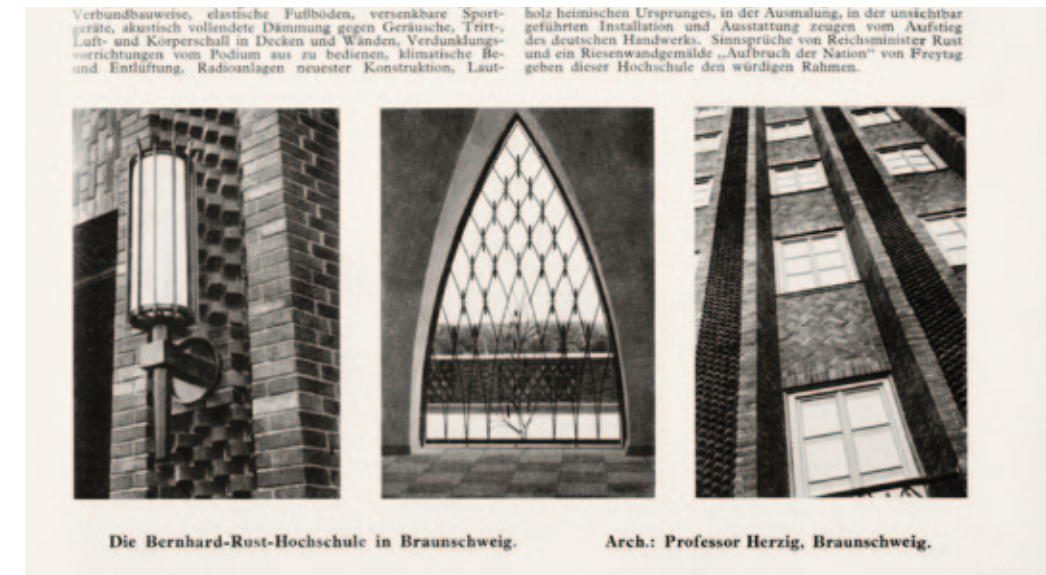 Verbundbauweise, elastische Fußböden, versenkbare Sport-
geräte, akustisch vollendete Dämmung gegen Geräusche, Tritt-,
Luft- und Körperschall in Decken und Wänden, Verdunklungs-
vorrichtungen vom Podium aus zu bedienen, klimatische Be-
und Entlüftung, Radioanlagen neuester Konstruktion, Laut-
holz heimischen Ursprunges, in der Ausmalung, in der unsichtbar
geführten Installation und Ausstattung zeugen vom Aufstieg
des deutschen Handwerks. Sinnsprüche von Reichsminister Rust
und ein Riesenwandgemälde „Aufbruch der Nation“ von Freytag
geben dieser Hochschule den würdigen Rahmen.
Die Bernhard-Rust-Hochschule in Braunschweig.
Arch.: Professor Herzig, Braunschweig.